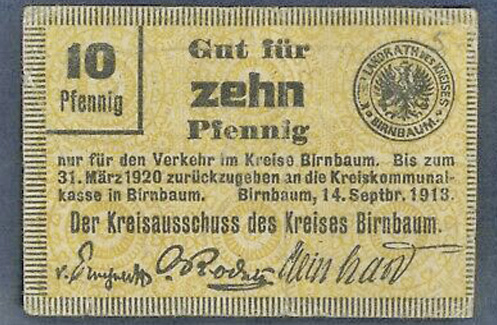 10
Pfennig
Gut für
zehn
Pfennig
LANDRATH DES KREISES
BIRNBAUM.
nur für den Verkehr im Kreise Birnbaum. Bis zum
31. März 1920 zurückzugeben an die Kreiskommunal-
kasse in Birnbaum. Birnbaum, 14. Septbr. 1913.
Der Kreisausschuss des Kreises Birnbaum.